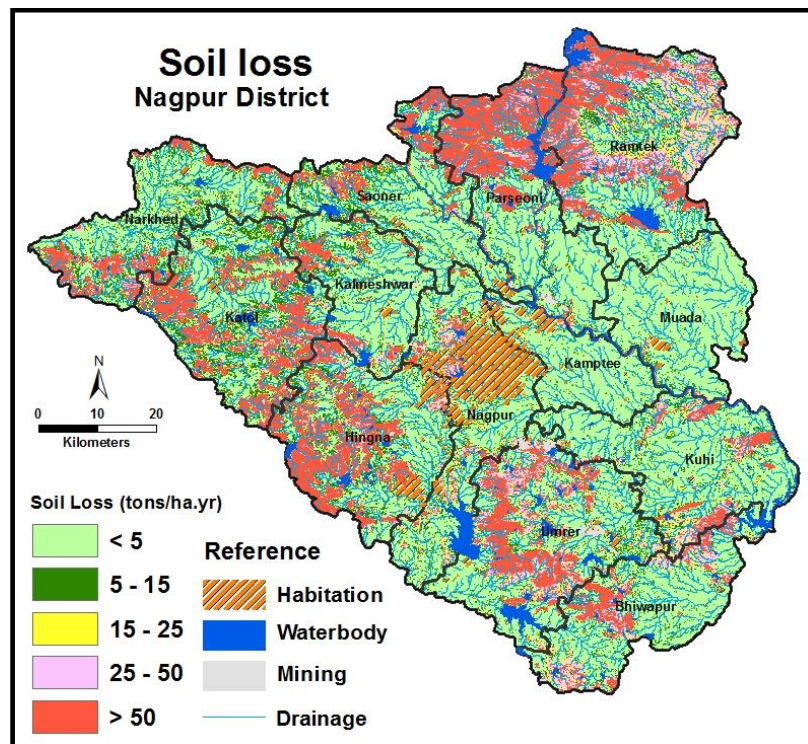 Soil loss
Nagpur District
Ramtek
Saoner
Parseoni
Narkhed
Kalmeshwar
Katol
Muada
Kamptee
N
Nagpur
Hingna
0 10 20
Kilometers
Kuhi
Umrer
Bhiwapur
Soil Loss (tons/ha.yr)
< 5
5 - 15
15 - 25
25 - 50
> 50
Reference
Habitation
Waterbody
Mining
Drainage